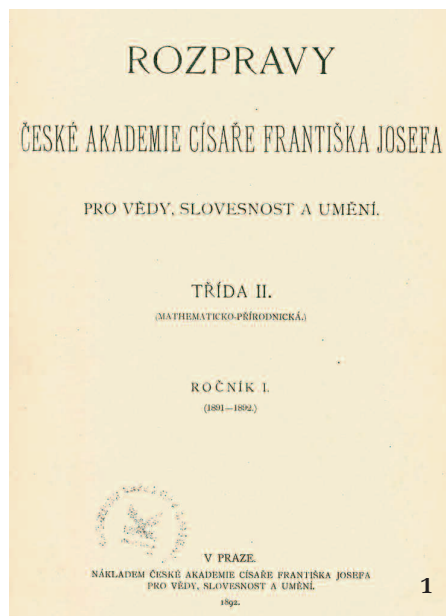 ROZPRAVY
ČESKÉ AKADEMIE CÍSAŘE FRANTIŠKA JOSEFA
PRO VĚDY, SLOVESNOST A UMĚNÍ.
TŘÍDA II.
(MATHEMATICKO-PŘÍRODNICKÁ.)
ROČNÍK I.
(1891—1892.)
V PRAZE.
NÁKLADEM ČESKÉ AKADEMIE CÍSAŘE FRANTIŠKA JOSEFA
PRO VĚDY, SLOVESNOST A UMĚNÍ.
1892.
1